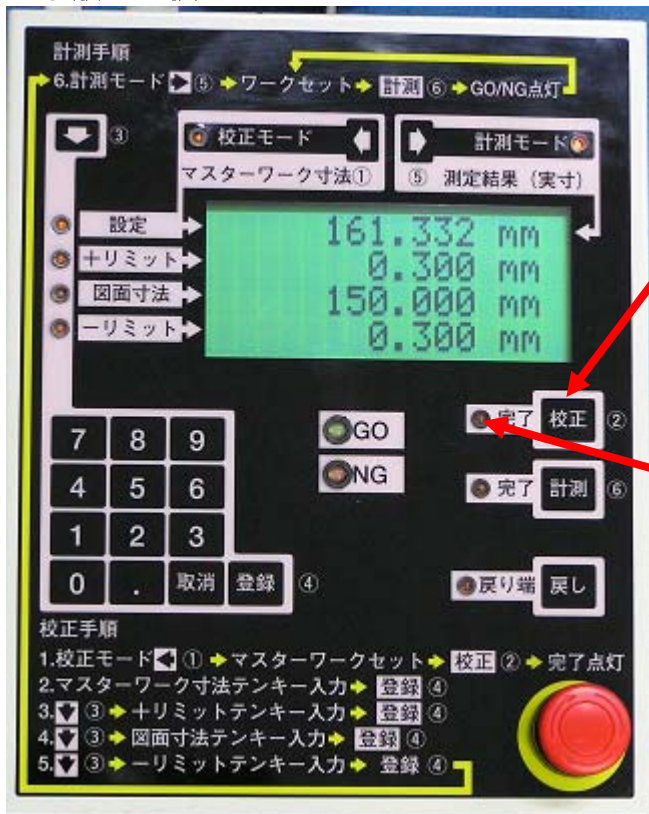 計測手順
6.計測モード ⑤ ワークセット 計測 ⑥ GO/NG点灯
③
校正モード
計測モード
マスターワーク寸法①
⑤ 測定結果(実寸)
設定 161.332 mm
+リミット 0.300 mm
図面寸法 150.000 mm
−リミット 0.300 mm
7 8 9
GO
完了 校正 ②
4 5 6
NG
完了 計測 ⑥
1 2 3
0 . 取消 登録 ④
戻り端 戻し
校正手順
1.校正モード ① マスターワークセット 校正 ② 完了点灯
2.マスターワーク寸法テンキー入力 登録 ④
3. ③ +リミットテンキー入力 登録 ④
4. ③ 図面寸法テンキー入力 登録 ④
5. ③ −リミットテンキー入力 登録 ④